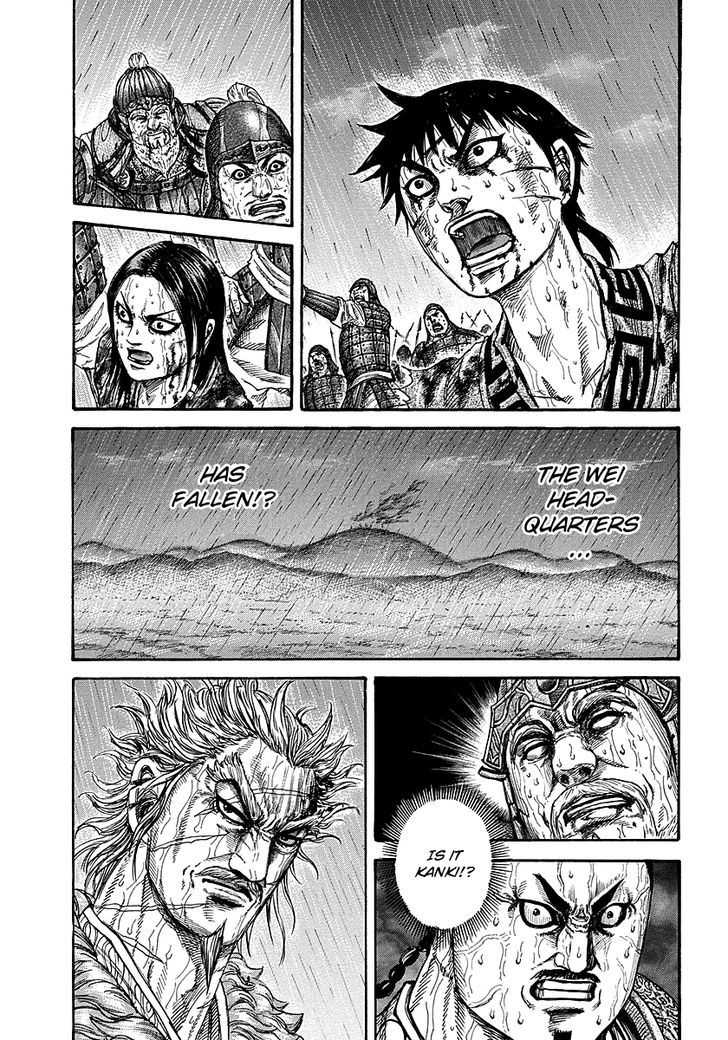 THE WEI
HEAD-
QUARTERS
...
HAS
FALLEN!?
IS IT
KANKI!?